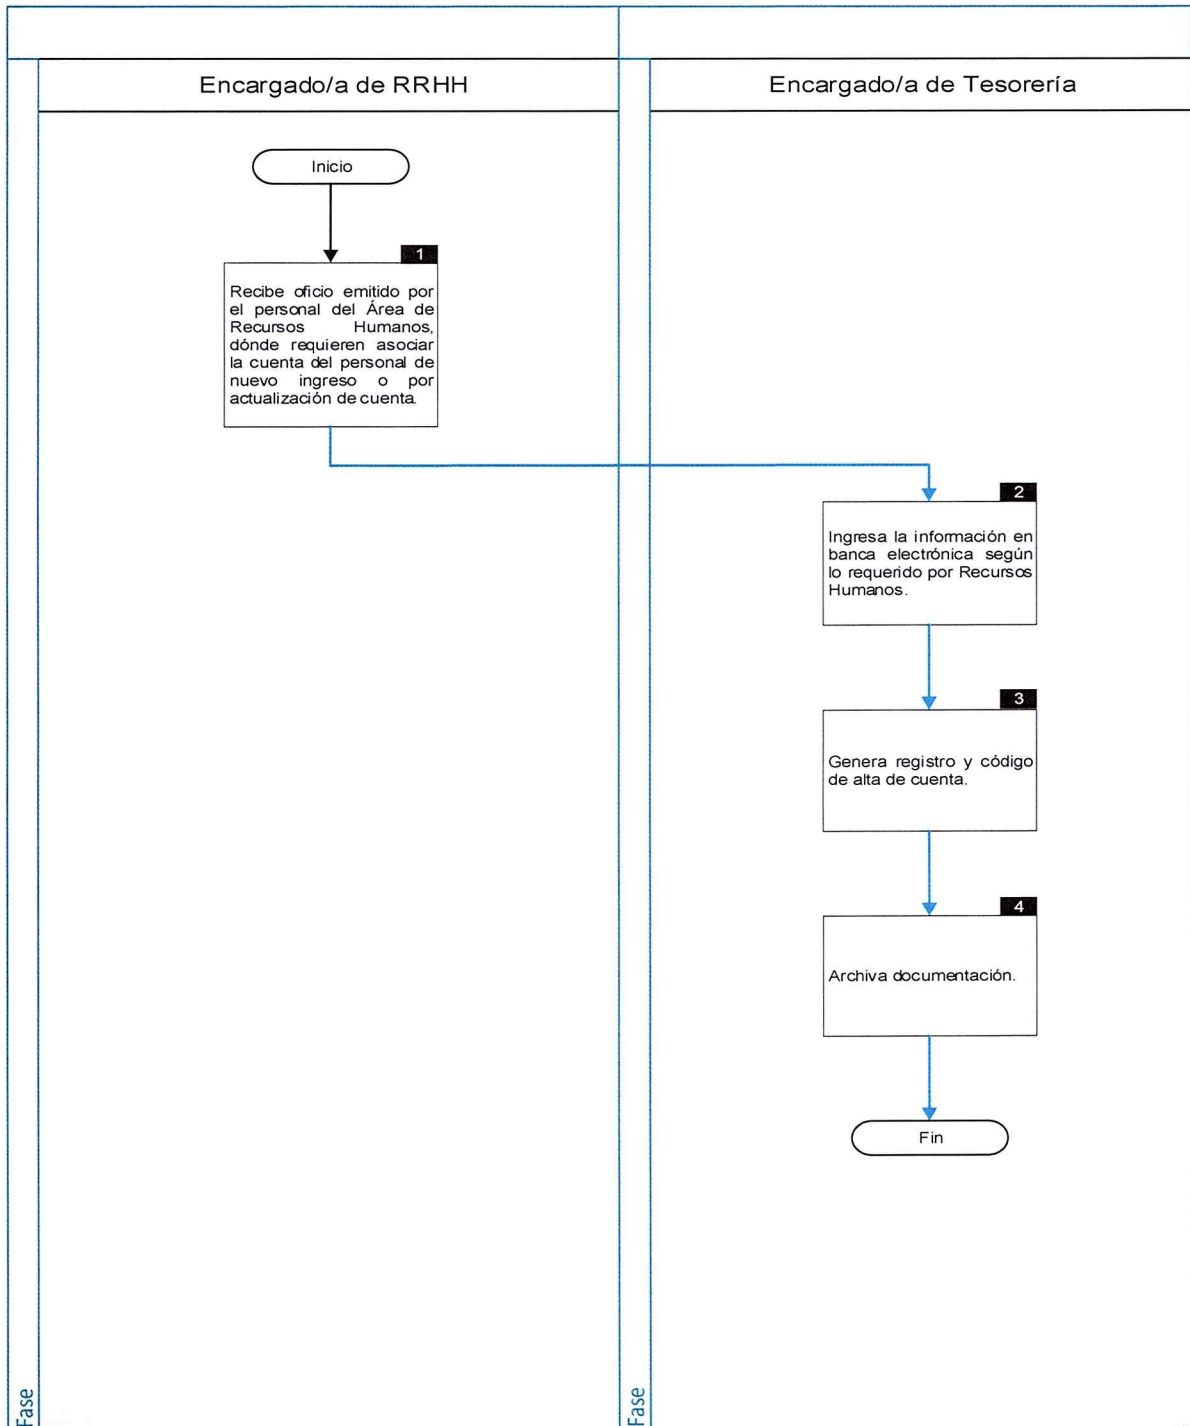 Encargado/a de RRHH
Encargado/a de Tesorería
Inicio
1
Recibe oficio emitido por
el personal del Área de
Recursos Humanos,
dónde requieren asociar
la cuenta del personal de
nuevo ingreso o por
actualización de cuenta.
2
Ingresa la información en
banca electrónica según
lo requerido por Recursos
Humanos.
3
Genera registro y código
de alta de cuenta.
4
Archiva documentación.
Fin
Fase
Fase